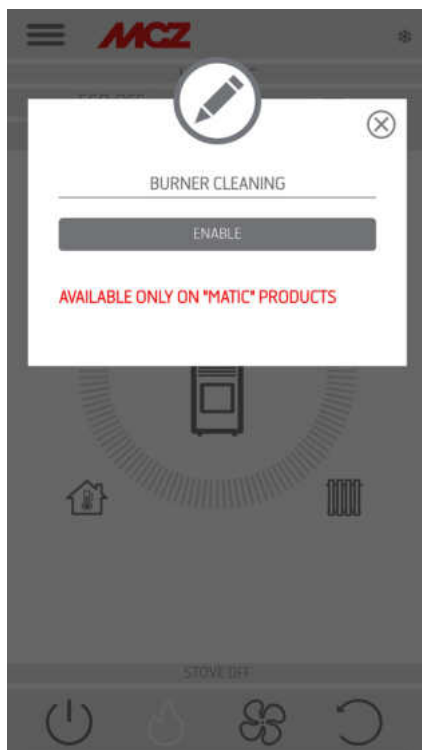 MCZ
BURNER CLEANING
ENABLE
AVAILABLE ONLY ON "MATIC" PRODUCTS
STOVE OFF